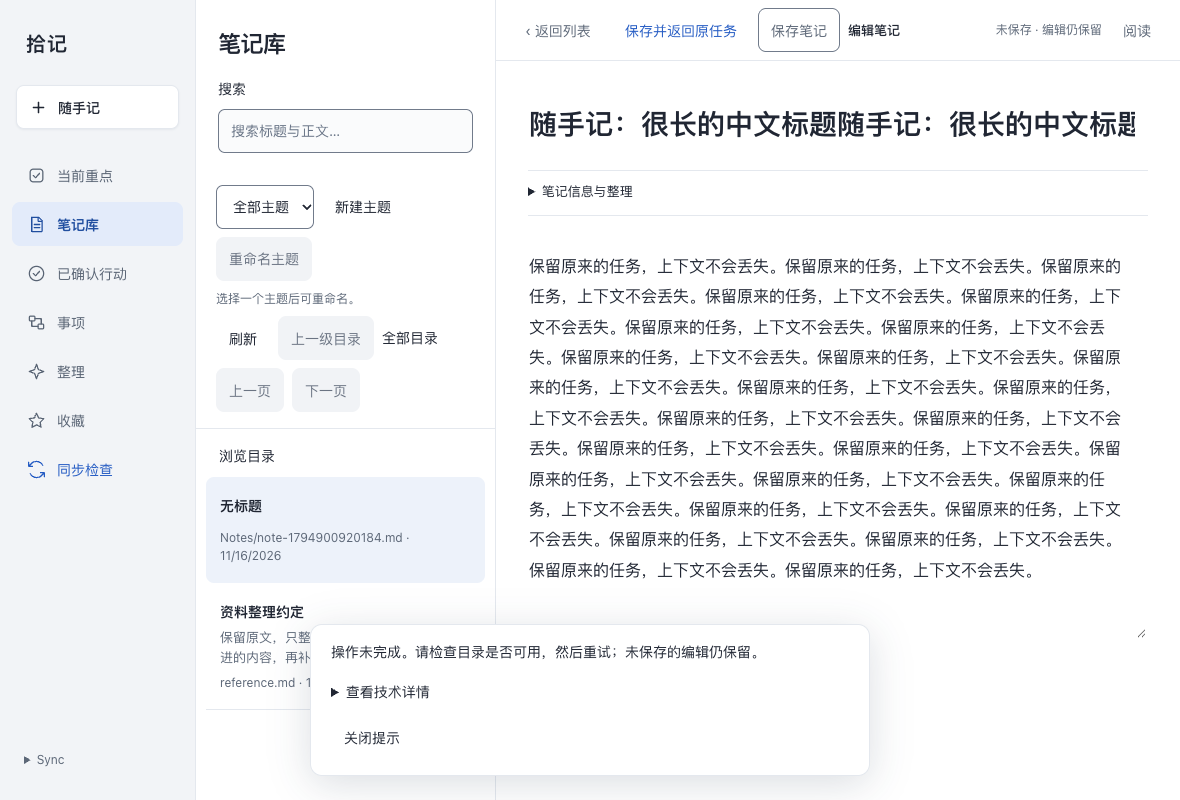 拾记
随手记
当前重点
笔记库
已确认行动
事项
整理
收藏
同步检查
Sync
笔记库
搜索
搜索标题与正文...
全部主题
新建主题
重命名主题
选择一个主题后可重命名。
刷新
上一级目录
全部目录
上一页
下一页
浏览目录
无标题
Notes/note-1794900920184.md ·
11/16/2026
资料整理约定
保留原文，只整
进的内容，再补
reference.md · 1
‹ 返回列表
保存并返回原任务
保存笔记
编辑笔记
未保存 · 编辑仍保留
阅读
随手记：很长的中文标题随手记：很长的中文标题
笔记信息与整理
保留原来的任务，上下文不会丢失。保留原来的任务，上下文不会丢失。保留原来的
任务，上下文不会丢失。保留原来的任务，上下文不会丢失。保留原来的任务，上下
文不会丢失。保留原来的任务，上下文不会丢失。保留原来的任务，上下文不会丢
失。保留原来的任务，上下文不会丢失。保留原来的任务，上下文不会丢失。保留原
来的任务，上下文不会丢失。保留原来的任务，上下文不会丢失。保留原来的任务，
上下文不会丢失。保留原来的任务，上下文不会丢失。保留原来的任务，上下文不会
丢失。保留原来的任务，上下文不会丢失。保留原来的任务，上下文不会丢失。保留
原来的任务，上下文不会丢失。保留原来的任务，上下文不会丢失。保留原来的任
务，上下文不会丢失。保留原来的任务，上下文不会丢失。保留原来的任务，上下文
不会丢失。保留原来的任务，上下文不会丢失。保留原来的任务，上下文不会丢失。
保留原来的任务，上下文不会丢失。保留原来的任务，上下文不会丢失。
操作未完成。请检查目录是否可用，然后重试；未保存的编辑仍保留。
查看技术详情
关闭提示